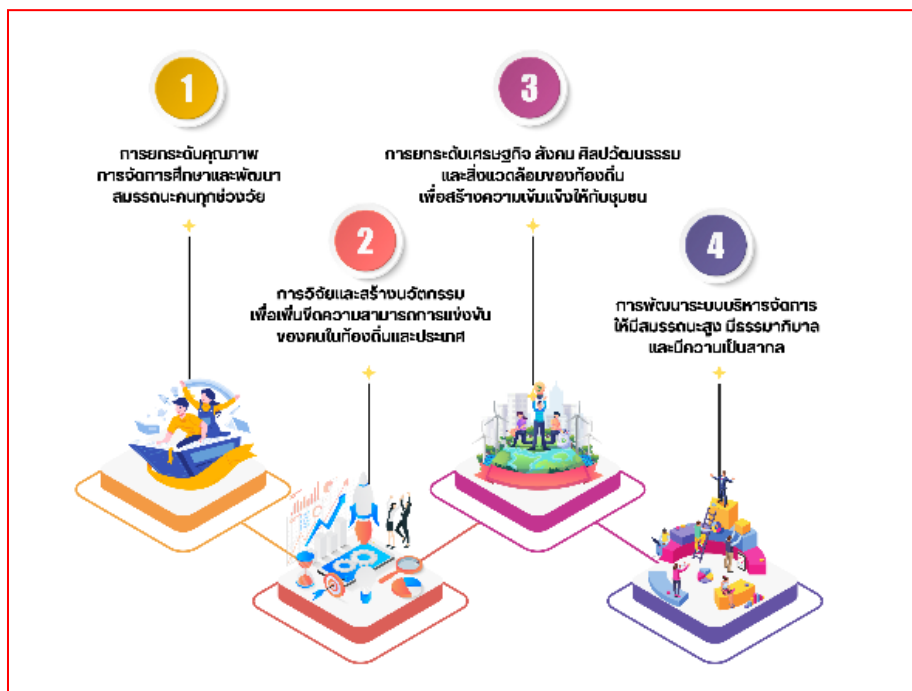 1
การยกระดับคุณภาพ
การจัดการศึกษาและพัฒนา
สมรรถนะคนทุกช่วงวัย
2
การวิจัยและสร้างนวัตกรรม
เพื่อเพิ่มขีดความสามารถการแข่งขัน
ของคนในท้องถิ่นและประเทศ
3
การยกระดับเศรษฐกิจ สังคม ศิลปวัฒนธรรม
และสิ่งแวดล้อมของท้องถิ่น
เพื่อสร้างความเข้มแข็งให้กับชุมชน
4
การพัฒนาระบบบริหารจัดการ
ให้มีสมรรถนะสูง มีธรรมาภิบาล
และมีความเป็นสากล